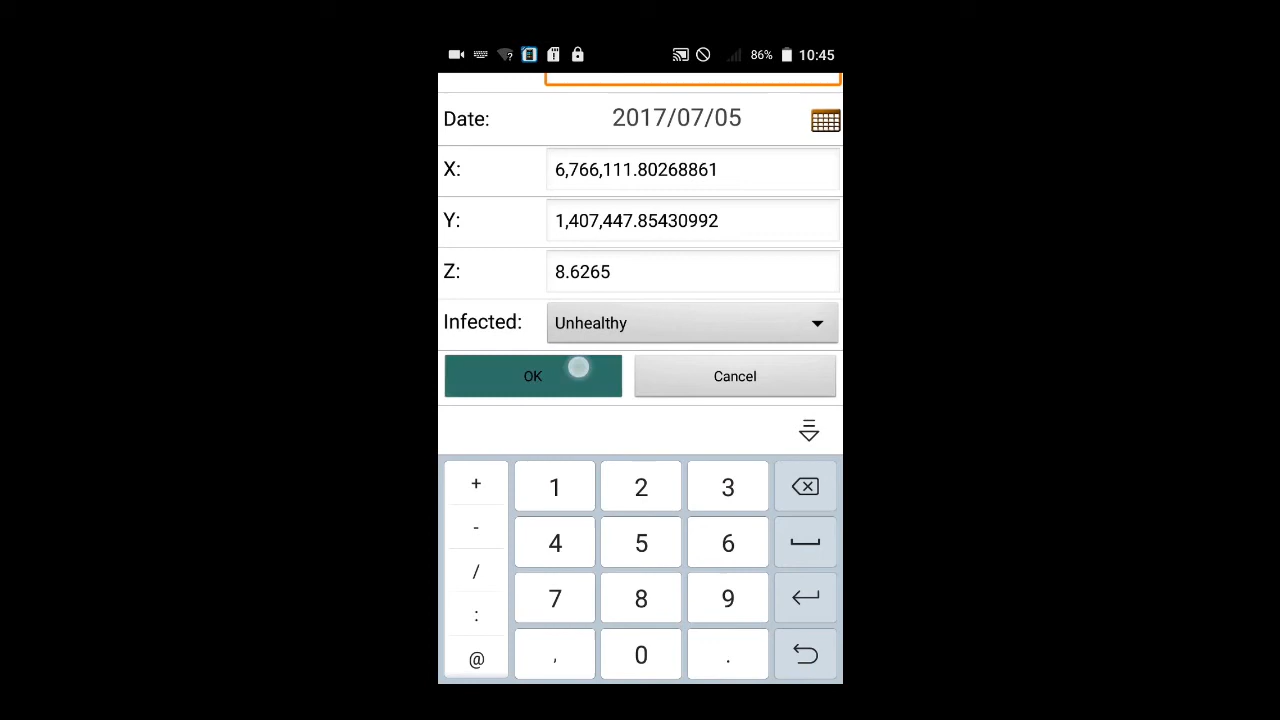 86% 10:45
Date: 2017/07/05
X: 6,766,111.80268861
Y: 1,407,447.85430992
Z: 8.6265
Infected: Unhealthy
OK Cancel
+ 1 2 3
-
4 5 6
/
7 8 9
:
@ , 0 .